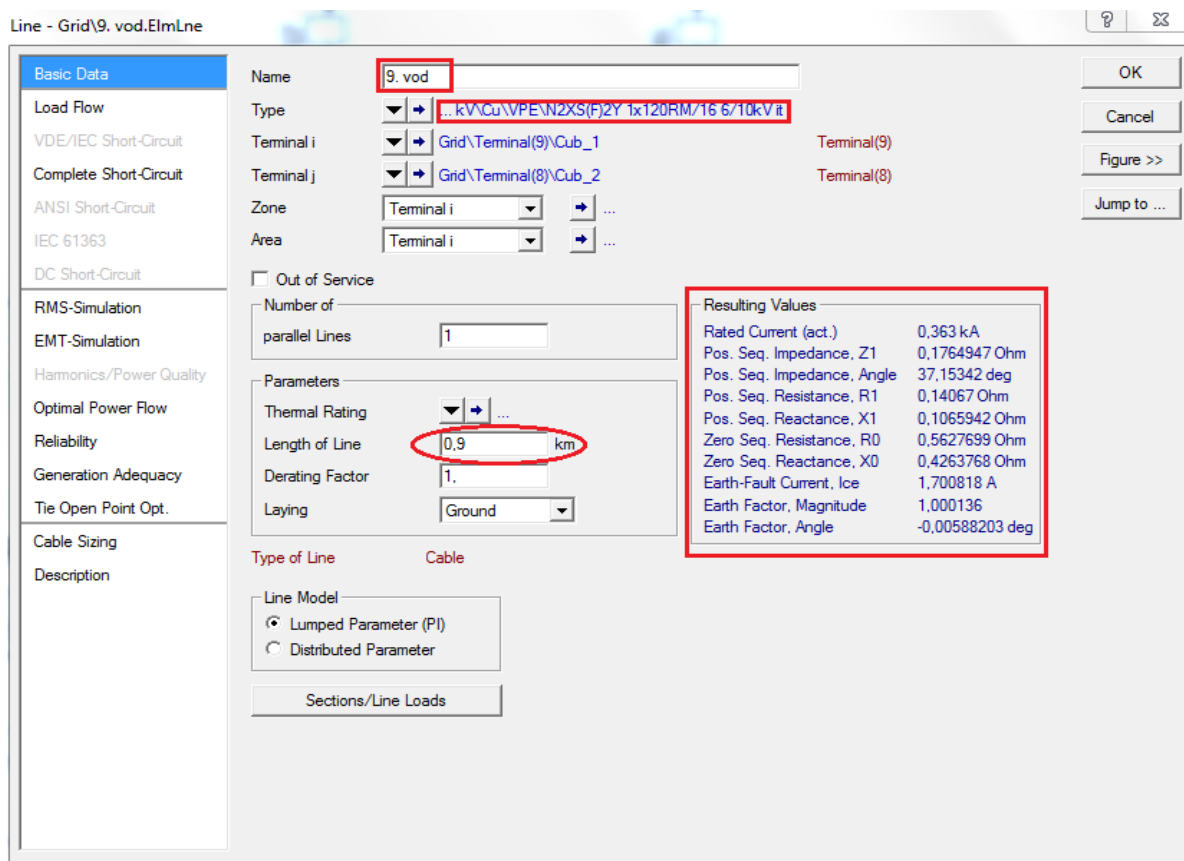 Line - Grid\9. vod.ElmLne
?
Basic Data
Load Flow
VDE/IEC Short-Circuit
Complete Short-Circuit
ANSI Short-Circuit
IEC 61363
DC Short-Circuit
RMS-Simulation
EMT-Simulation
Harmonics/Power Quality
Optimal Power Flow
Reliability
Generation Adequacy
Tie Open Point Opt.
Cable Sizing
Description
Name 9. vod
Type ... kV\Cu\VPE\N2XS(F)2Y 1x120RM/16 6/10kV it
Terminal i Grid\Terminal(9)\Cub_1 Terminal(9)
Terminal j Grid\Terminal(8)\Cub_2 Terminal(8)
Zone Terminal i ...
Area Terminal i ...
Out of Service
Number of
parallel Lines 1
Parameters
Thermal Rating ...
Length of Line 0,9 km
Derating Factor 1,
Laying Ground
Type of Line Cable
Line Model
Lumped Parameter (PI)
Distributed Parameter
Sections/Line Loads
Resulting Values
Rated Current (act.) 0,363 kA
Pos. Seq. Impedance, Z1 0,1764947 Ohm
Pos. Seq. Impedance, Angle 37,15342 deg
Pos. Seq. Resistance, R1 0,14067 Ohm
Pos. Seq. Reactance, X1 0,1065942 Ohm
Zero Seq. Resistance, R0 0,5627699 Ohm
Zero Seq. Reactance, X0 0,4263768 Ohm
Earth-Fault Current, Ice 1,700818 A
Earth Factor, Magnitude 1,000136
Earth Factor, Angle -0,00588203 deg
OK
Cancel
Figure >>
Jump to ...